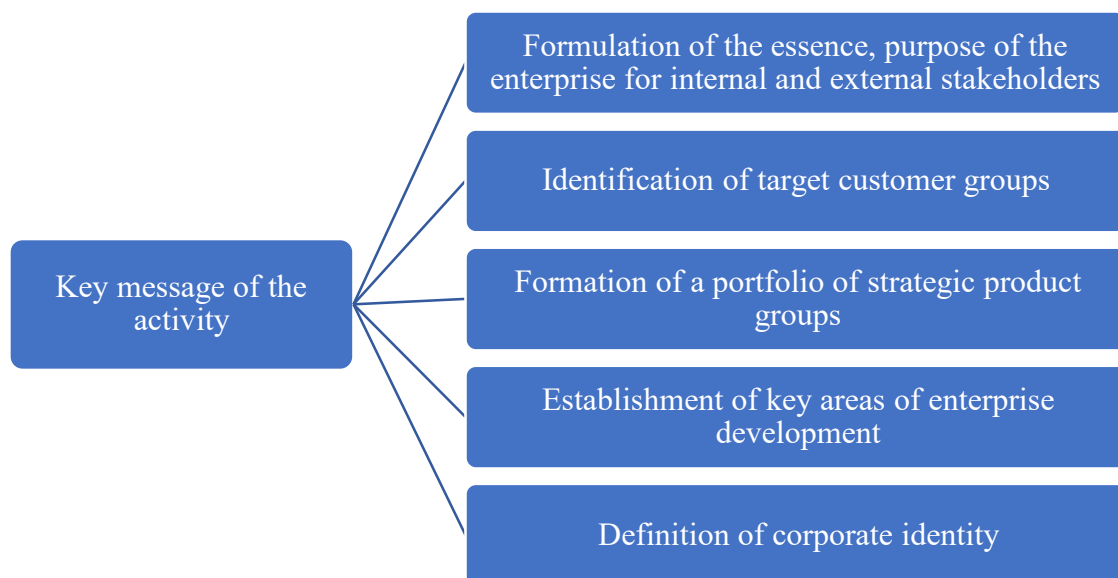 Formulation of the essence, purpose of the
enterprise for internal and external stakeholders
Identification of target customer groups
Key message of the
activity
Formation of a portfolio of strategic product
groups
Establishment of key areas of enterprise
development
Definition of corporate identity